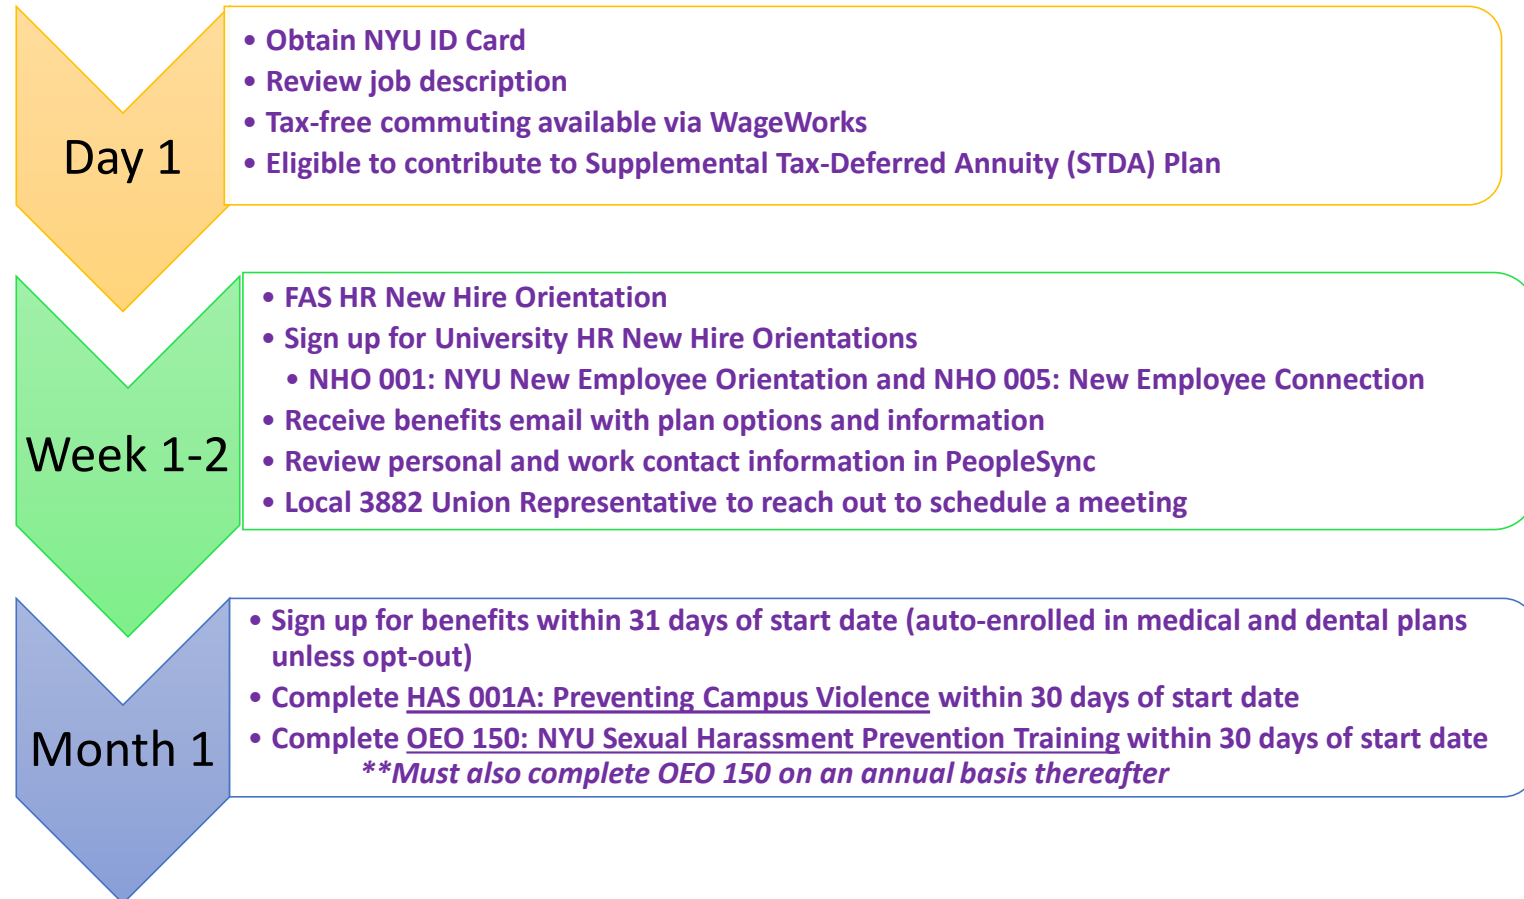 Day 1
• Obtain NYU ID Card
• Review job description
• Tax-free commuting available via WageWorks
• Eligible to contribute to Supplemental Tax-Deferred Annuity (STDA) Plan
Week 1-2
• FAS HR New Hire Orientation
• Sign up for University HR New Hire Orientations
• NHO 001: NYU New Employee Orientation and NHO 005: New Employee Connection
• Receive benefits email with plan options and information
• Review personal and work contact information in PeopleSync
• Local 3882 Union Representative to reach out to schedule a meeting
Month 1
• Sign up for benefits within 31 days of start date (auto-enrolled in medical and dental plans
unless opt-out)
• Complete HAS 001A: Preventing Campus Violence within 30 days of start date
• Complete OEO 150: NYU Sexual Harassment Prevention Training within 30 days of start date
**Must also complete OEO 150 on an annual basis thereafter